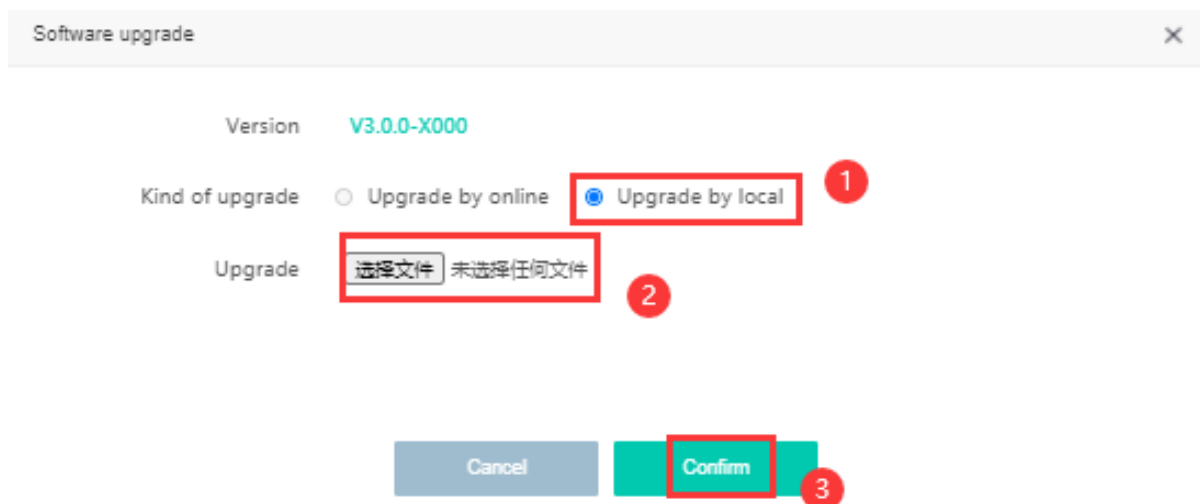 Software upgrade
Version V3.0.0-X000
Kind of upgrade Upgrade by online Upgrade by local 1
Upgrade 选择文件 未选择任何文件 2
Cancel Confirm 3